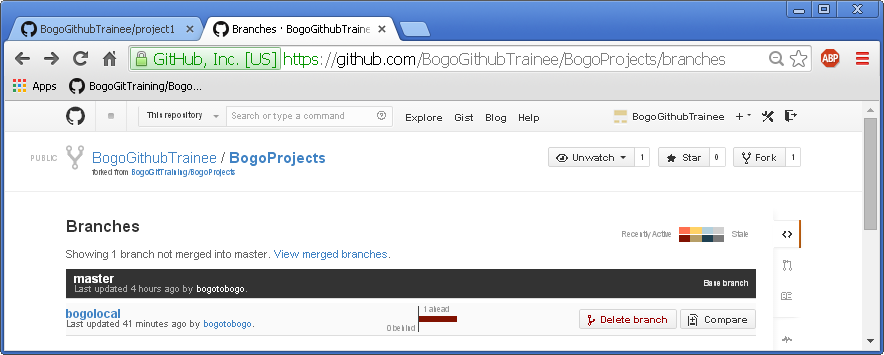 BogoGithubTrainee/project1
Branches · BogoGithubTrainee
GitHub, Inc. [US] https://github.com/BogoGithubTrainee/BogoProjects/branches
ABP
Apps BogoGitTraining/Bogo...
This repository Search or type a command Explore Gist Blog Help BogoGithubTrainee
PUBLIC BogoGithubTrainee / BogoProjects Unwatch 1 Star 0 Fork 1
forked from BogoGitTraining/BogoProjects
Branches
Recently Active Stale
Showing 1 branch not merged into master. View merged branches.
master
Last updated 4 hours ago by bogotobogo.
Base branch
bogolocal
Last updated 41 minutes ago by bogotobogo.
1 ahead
0 behind
Delete branch Compare